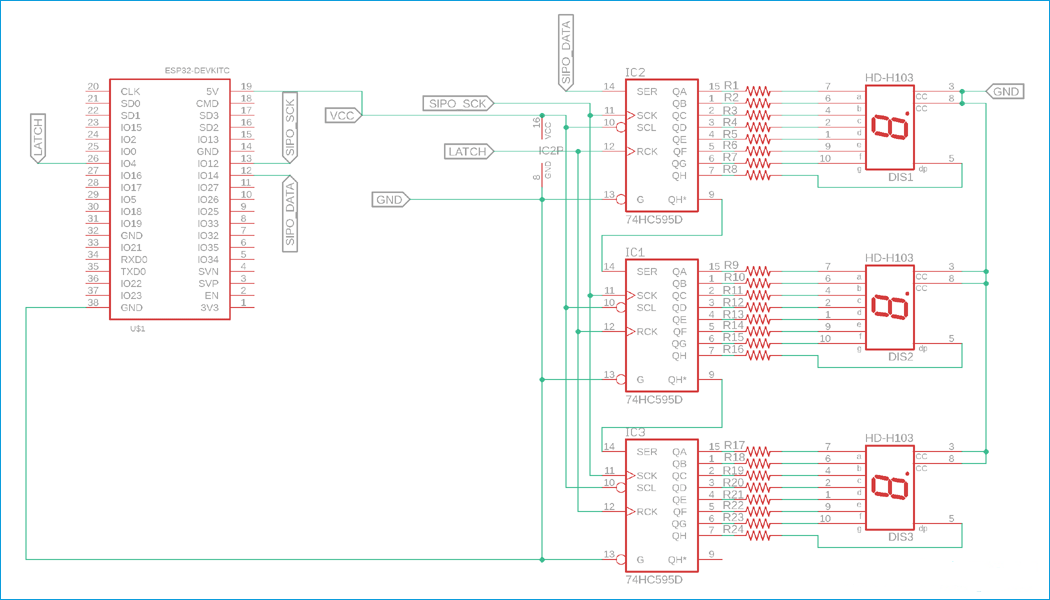 ESP32-DEVKITC
20 CLK 5V 19
21 SD0 CMD 18
22 SD1 SD3 17
23 IO15 SD2 16
24 IO2 IO13 15
25 IO0 GND 14
26 IO4 IO12 13
27 IO16 IO14 12
28 IO17 IO27 11
29 IO5 IO26 10
30 IO18 IO25 9
31 IO19 IO33 8
32 GND IO32 7
33 IO21 IO35 6
34 RXD0 IO34 5
35 TXD0 SVN 4
36 IO22 SVP 3
37 IO23 EN 2
38 GND 3V3 1
U$1
LATCH
SIPO_SCK
SIPO_DATA
VCC
GND
SIPO_SCK
LATCH
SIPO_DATA
16
VCC
IC2P
GND
8
IC2
14 SER QA 15 R1
QB 1 R2
11 SCK QC 2 R3
10 SCL QD 3 R4
QE 4 R5
12 RCK QF 5 R6
QG 6 R7
QH 7 R8
13 G QH* 9
74HC595D
HD-H103
7 a CC 3
6 b CC 8
4 c
2 d
1 e
9 f
10 g dp 5
DIS1
GND
IC1
14 SER QA 15 R9
QB 1 R10
11 SCK QC 2 R11
10 SCL QD 3 R12
QE 4 R13
12 RCK QF 5 R14
QG 6 R15
QH 7 R16
13 G QH* 9
74HC595D
HD-H103
7 a CC 3
6 b CC 8
4 c
2 d
1 e
9 f
10 g dp 5
DIS2
IC3
14 SER QA 15 R17
QB 1 R18
11 SCK QC 2 R19
10 SCL QD 3 R20
QE 4 R21
12 RCK QF 5 R22
QG 6 R23
QH 7 R24
13 G QH* 9
74HC595D
HD-H103
7 a CC 3
6 b CC 8
4 c
2 d
1 e
9 f
10 g dp 5
DIS3